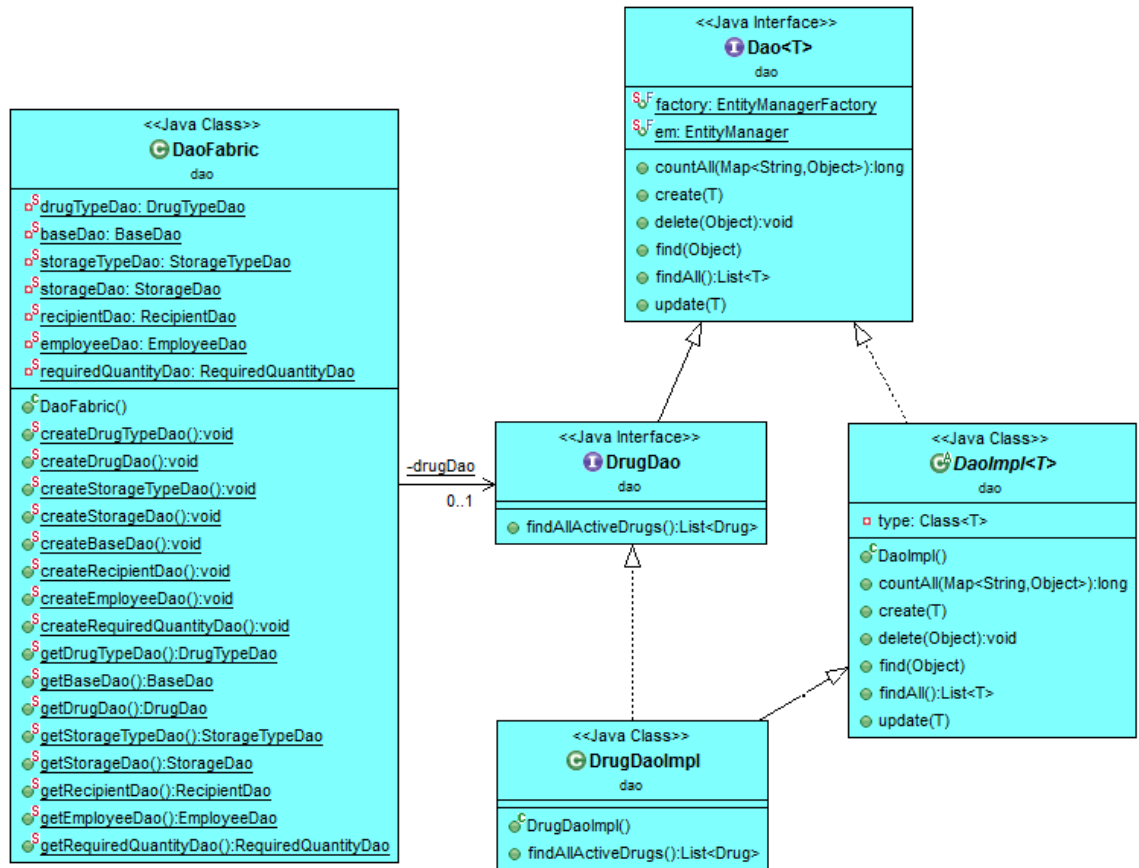 <<Java Interface>>
Dao<T>
dao
factory: EntityManagerFactory
em: EntityManager
countAll(Map<String,Object>):long
create(T)
delete(Object):void
find(Object)
findAll():List<T>
update(T)
<<Java Class>>
DaoFabric
dao
drugTypeDao: DrugTypeDao
baseDao: BaseDao
storageTypeDao: StorageTypeDao
storageDao: StorageDao
recipientDao: RecipientDao
employeeDao: EmployeeDao
requiredQuantityDao: RequiredQuantityDao
DaoFabric()
createDrugTypeDao():void
createDrugDao():void
createStorageTypeDao():void
createStorageDao():void
createBaseDao():void
createRecipientDao():void
createEmployeeDao():void
createRequiredQuantityDao():void
getDrugTypeDao():DrugTypeDao
getBaseDao():BaseDao
getDrugDao():DrugDao
getStorageTypeDao():StorageTypeDao
getStorageDao():StorageDao
getRecipientDao():RecipientDao
getEmployeeDao():EmployeeDao
getRequiredQuantityDao():RequiredQuantityDao
-drugDao
0..1
<<Java Interface>>
DrugDao
dao
findAllActiveDrugs():List<Drug>
<<Java Class>>
DaoImpl<T>
dao
type: Class<T>
DaoImpl()
countAll(Map<String,Object>):long
create(T)
delete(Object):void
find(Object)
findAll():List<T>
update(T)
<<Java Class>>
DrugDaoImpl
dao
DrugDaoImpl()
findAllActiveDrugs():List<Drug>